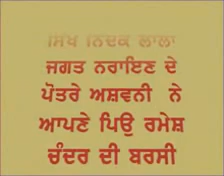 ਸਿੱਖ ਨਿੰਦਕ ਲਾਲਾ
ਜਗਤ ਨਰਾਇਣ ਦੇ
ਪੋਤਰੇ ਅਸ਼ਵਨੀ ਨੇ
ਆਪਣੇ ਪਿਉ ਰਮੇਸ਼
ਚੰਦਰ ਦੀ ਬਰਸੀ